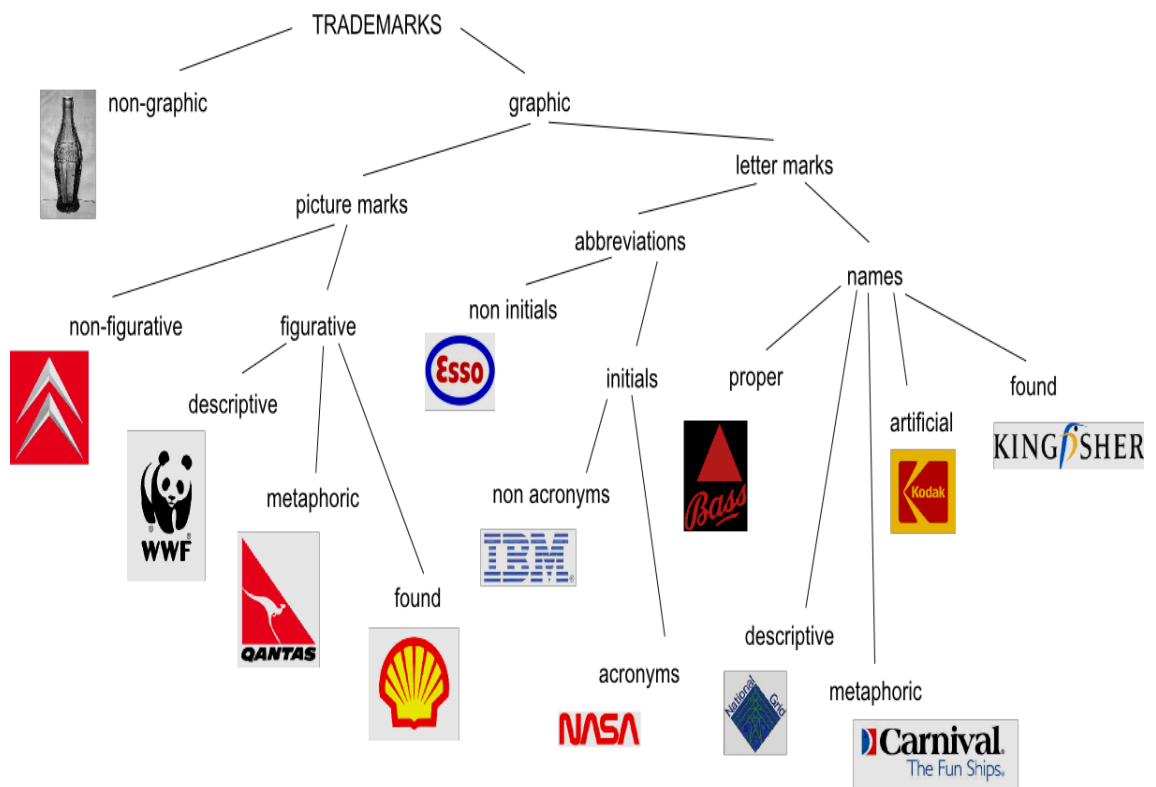 TRADEMARKS
non-graphic
graphic
letter marks
picture marks
abbreviations
names
non initials
non-figurative
figurative
Esso
initials
proper
found
descriptive
artificial
KINGFISHER
metaphoric
non acronyms
Kodak
Bass
WWF
IBM
found
QANTAS
descriptive
acronyms
National Grid
metaphoric
NASA
Carnival.
The Fun Ships.